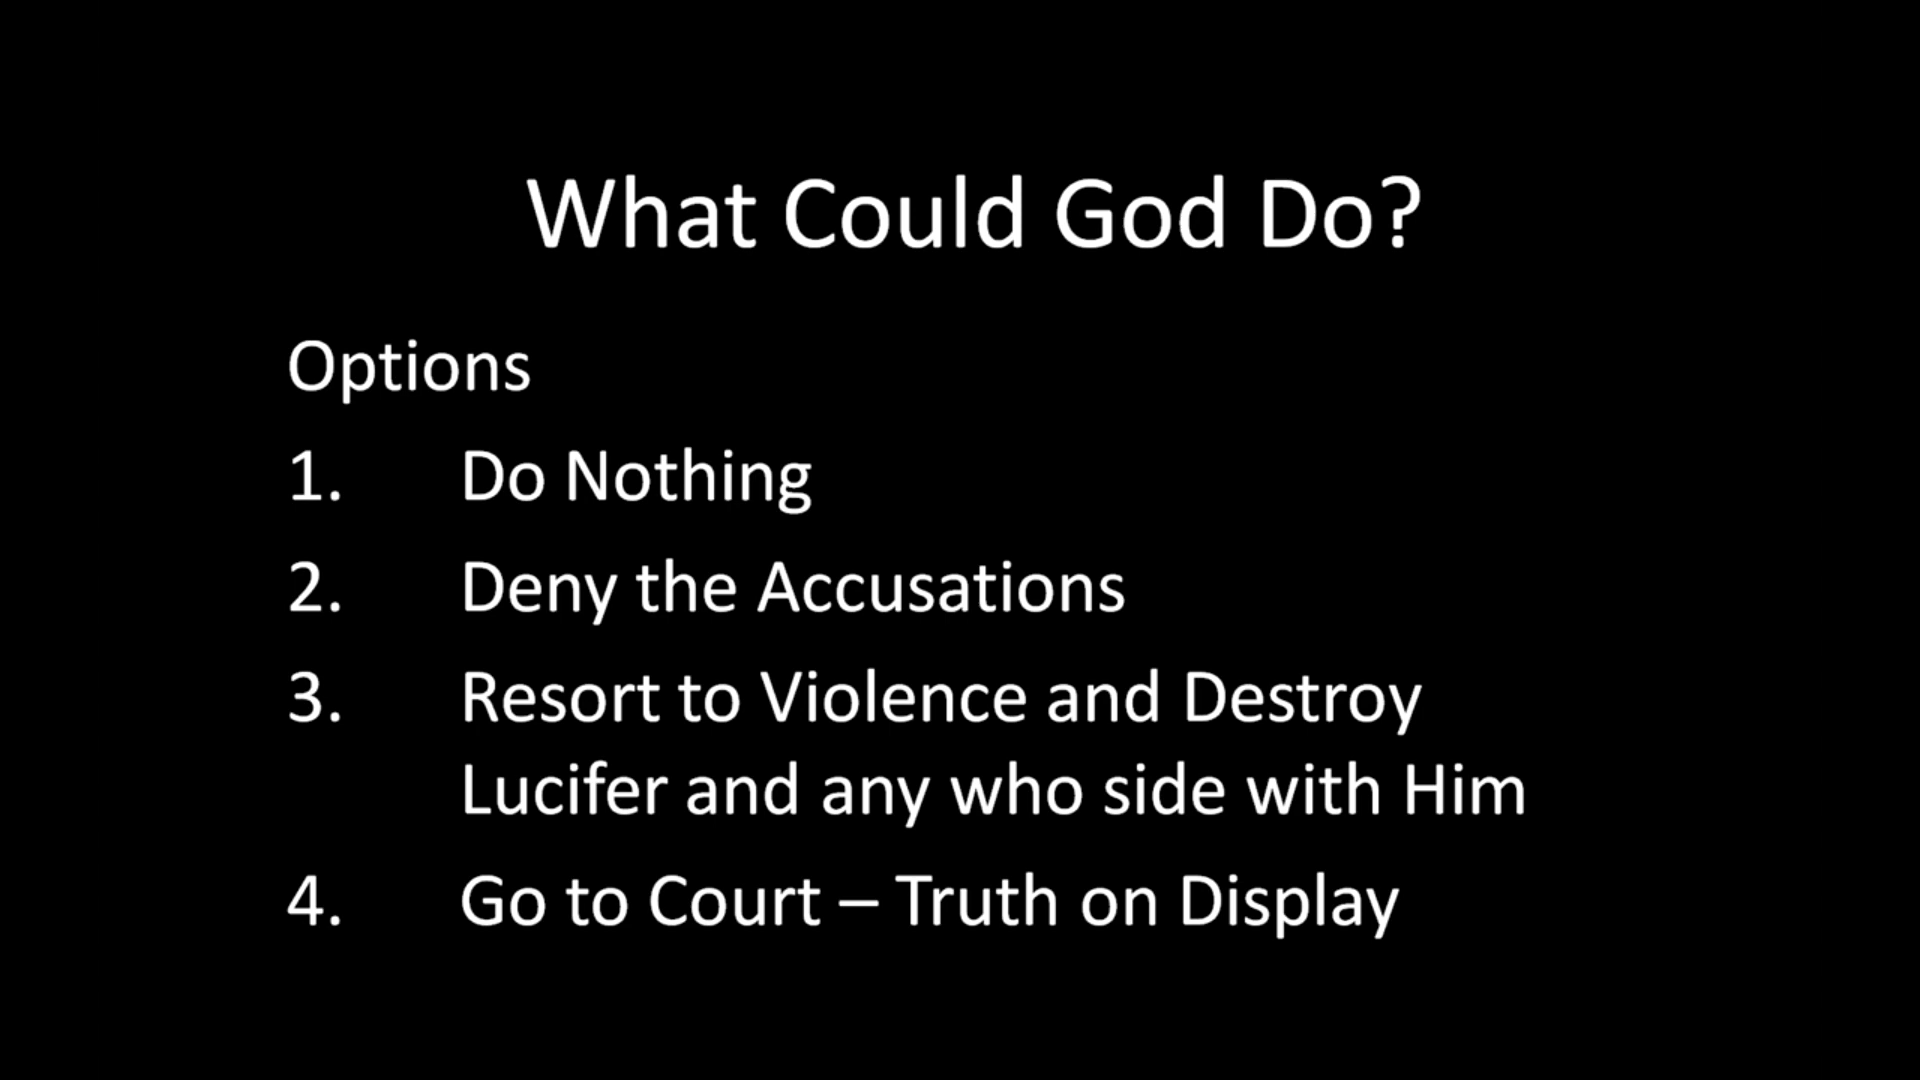 What Could God Do?
Options
1. Do Nothing
2. Deny the Accusations
3. Resort to Violence and Destroy
Lucifer and any who side with Him
4. Go to Court – Truth on Display